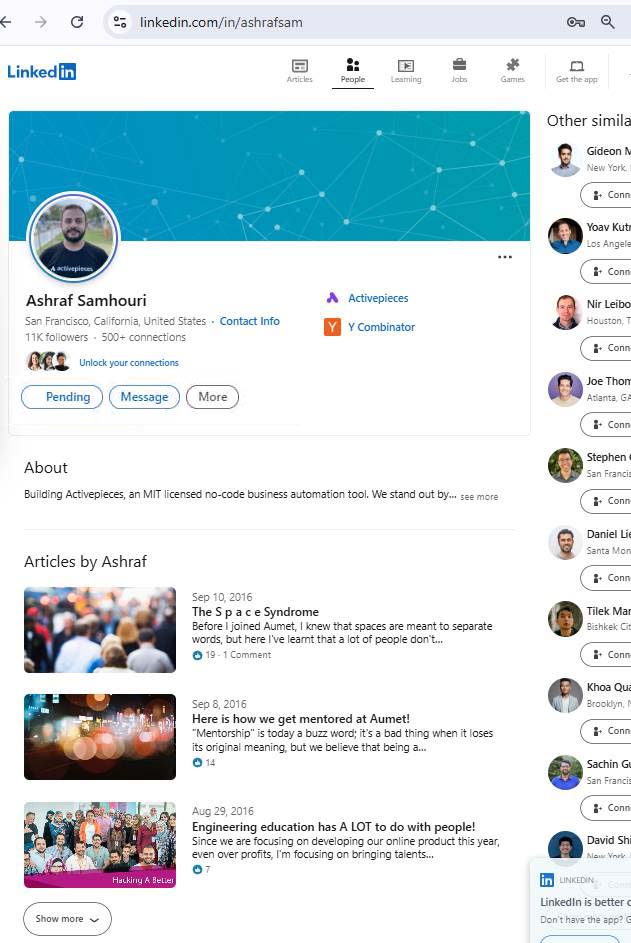 linkedin.com/in/ashrafsam
Linkedin
Articles
People
Learning
Jobs
Games
Get the app
activepieces
Ashraf Samhouri
San Francisco, California, United States · Contact Info
11K followers · 500+ connections
Unlock your connections
Pending
Message
More
Activepieces
Y
Y Combinator
About
Building Activepieces, an MIT licensed no-code business automation tool. We stand out by... see more
Articles by Ashraf
Sep 10, 2016
The S p a c e Syndrome
Before I joined Aumet, I knew that spaces are meant to separate
words, but here I've learnt that a lot of people don't...
19 · 1 Comment
Sep 8, 2016
Here is how we get mentored at Aumet!
"Mentorship" is today a buzz word; it's a bad thing when it loses
its original meaning, but we believe that being a...
14
Hacking A Better
Aug 29, 2016
Engineering education has A LOT to do with people!
Since we are focusing on developing our online product this year,
even over profits, I'm focusing on bringing talents...
7
Show more
Other simila
Gideon M
New York,
Conn
Yoav Kutn
Los Angele
Conn
Nir Leibo
Houston, T
Conn
Joe Thom
Atlanta, GA
Conn
Stephen
San Francis
Conn
Daniel Lie
Santa Mon
Conn
Tilek Mar
Bishkek Cit
Conn
Khoa Qua
Brooklyn, N
Conn
Sachin Gu
San Francis
Conn
David Shi
New York,
Conn
LINKEDIN
LinkedIn is better o
Don't have the app? G